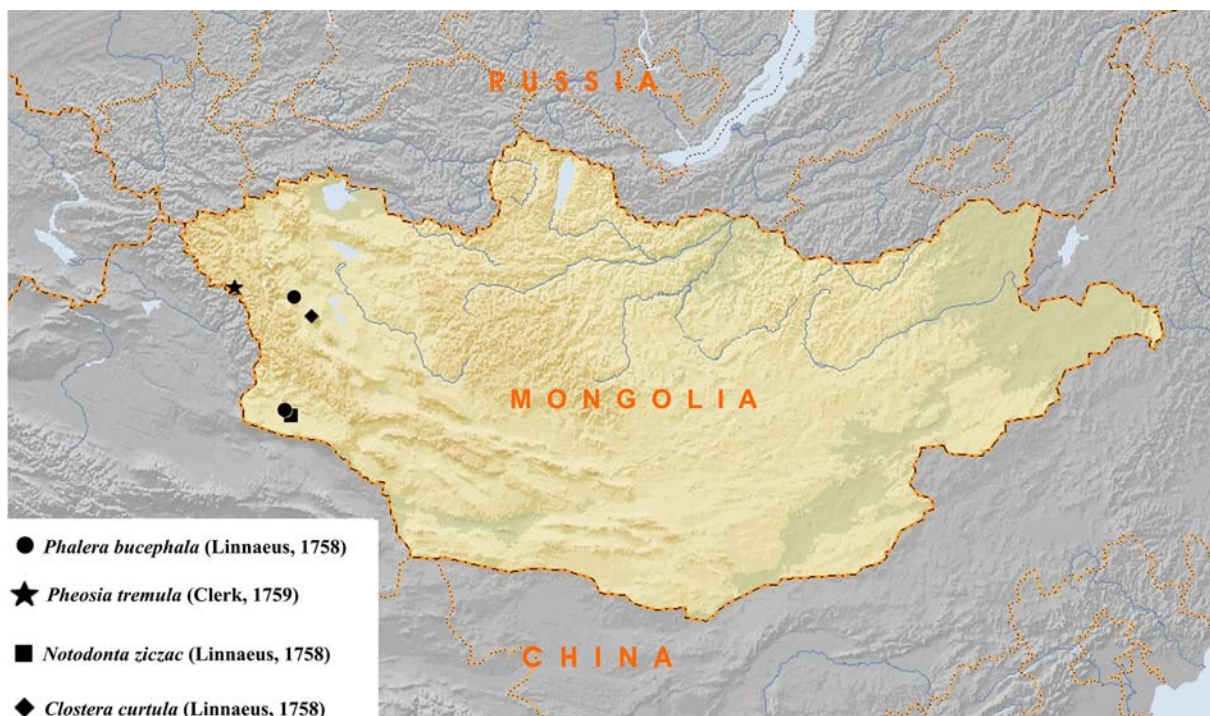 RUSSIA
MONGOLIA
CHINA
Phalera bucephala (Linnaeus, 1758)
Pheosia tremula (Clerk, 1759)
Notodonta ziczac (Linnaeus, 1758)
Clostera curtula (Linnaeus, 1758)